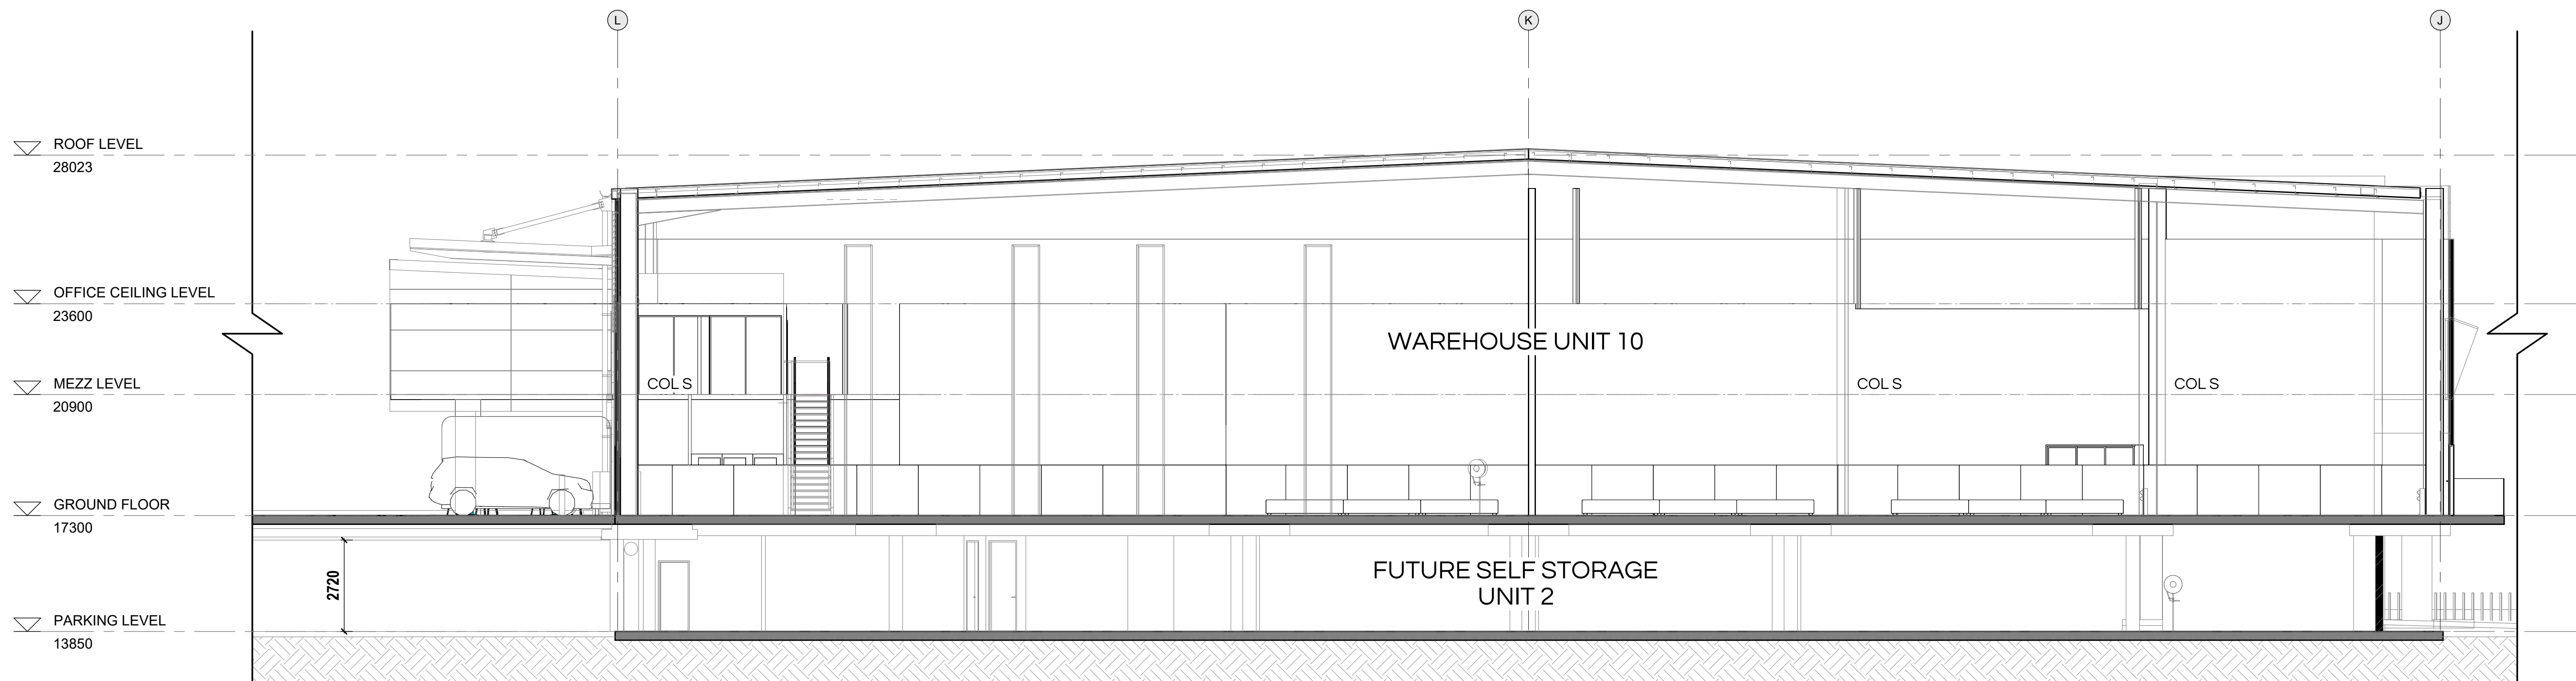 L
K
J
ROOF LEVEL
28023
OFFICE CEILING LEVEL
23600
WAREHOUSE UNIT 10
MEZZ LEVEL
20900
COL S
COL S
COL S
GROUND FLOOR
17300
2720
FUTURE SELF STORAGE
UNIT 2
PARKING LEVEL
13850